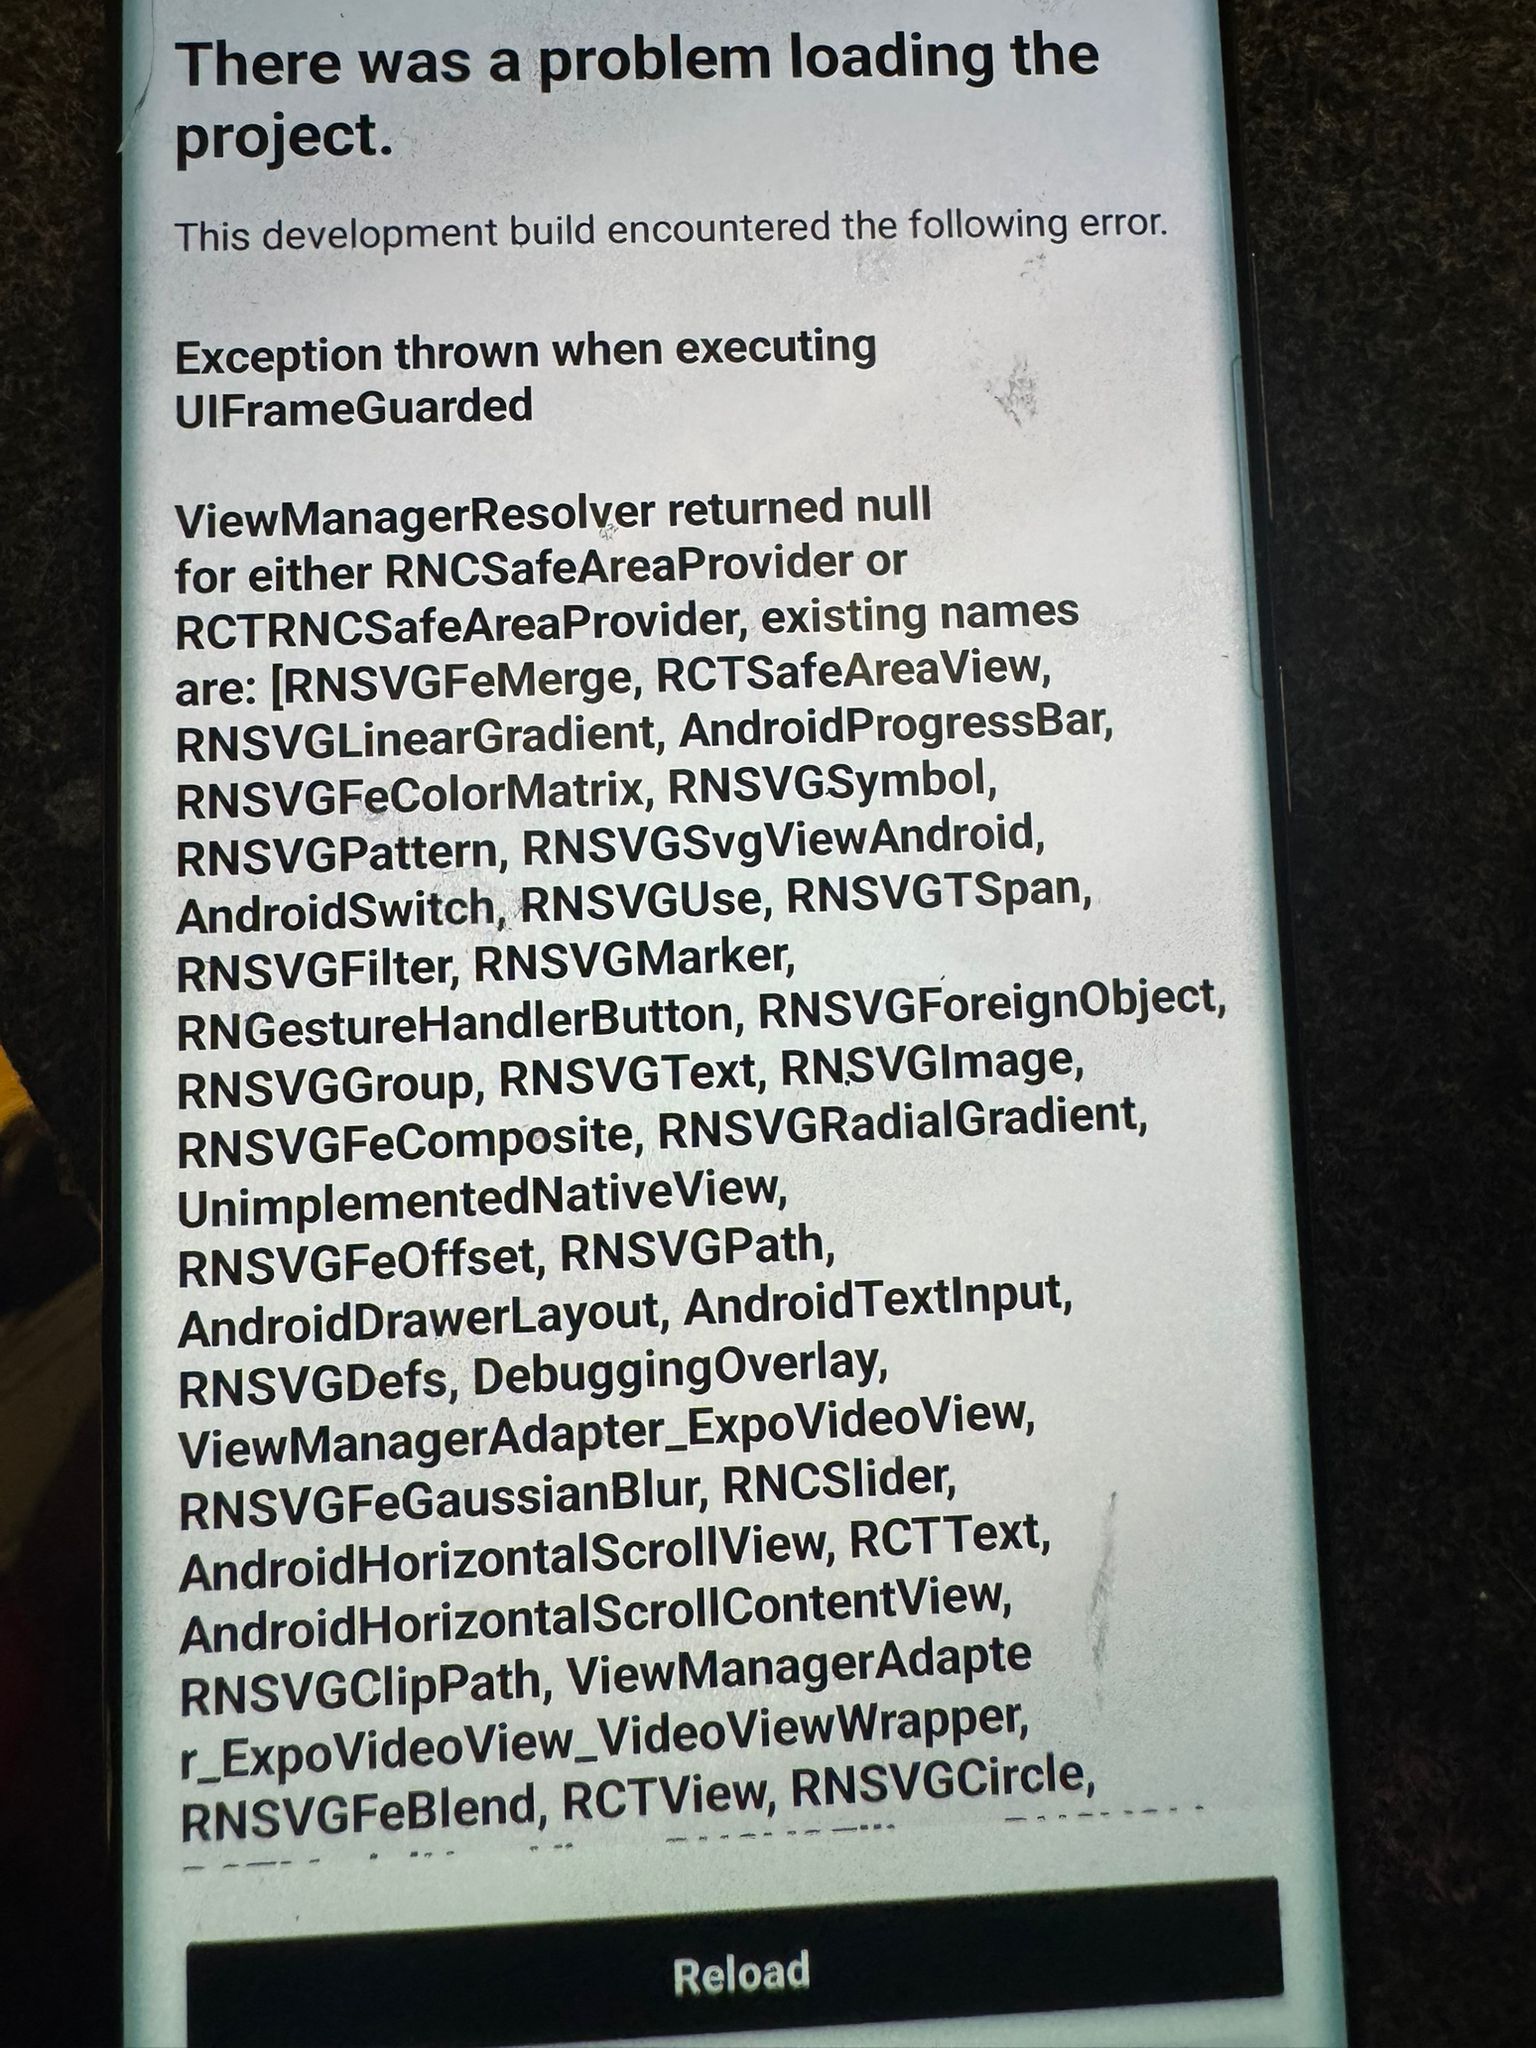 There was a problem loading the
project.
This development build encountered the following error.
Exception thrown when executing
UIFrameGuarded
ViewManagerResolver returned null
for either RNCSafeAreaProvider or
RCTRNCSafeAreaProvider, existing names
are: [RNSVGFeMerge, RCTSafeAreaView,
RNSVGLinearGradient, AndroidProgressBar,
RNSVGFeColorMatrix, RNSVGSymbol,
RNSVGPattern, RNSVGSvgViewAndroid,
AndroidSwitch, RNSVGUse, RNSVGTSpan,
RNSVGFilter, RNSVGMarker,
RNGestureHandlerButton, RNSVGForeignObject,
RNSVGGroup, RNSVGText, RNSVGImage,
RNSVGFeComposite, RNSVGRadialGradient,
UnimplementedNativeView,
RNSVGFeOffset, RNSVGPath,
AndroidDrawerLayout, AndroidTextInput,
RNSVGDefs, DebuggingOverlay,
ViewManagerAdapter_ExpoVideoView,
RNSVGFeGaussianBlur, RNCSlider,
AndroidHorizontalScrollView, RCTText,
AndroidHorizontalScrollContentView,
RNSVGClipPath, ViewManagerAdapte
r_ExpoVideoView_VideoViewWrapper,
RNSVGFeBlend, RCTView, RNSVGCircle,
Reload